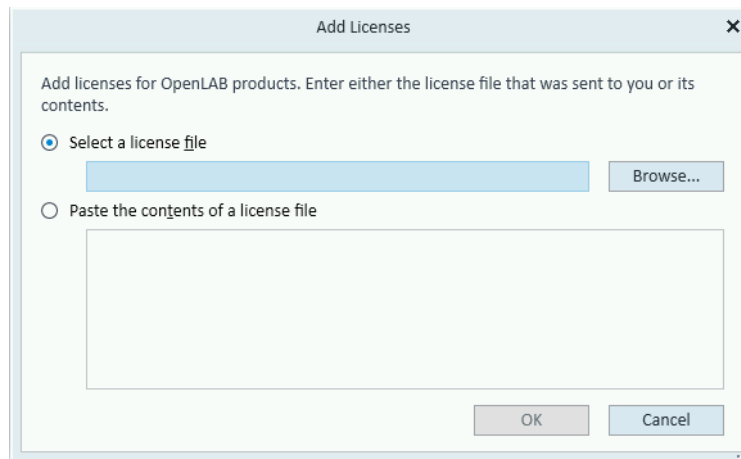 Add Licenses
Add licenses for OpenLAB products. Enter either the license file that was sent to you or its
contents.
Select a license file
Browse...
Paste the contents of a license file
OK
Cancel